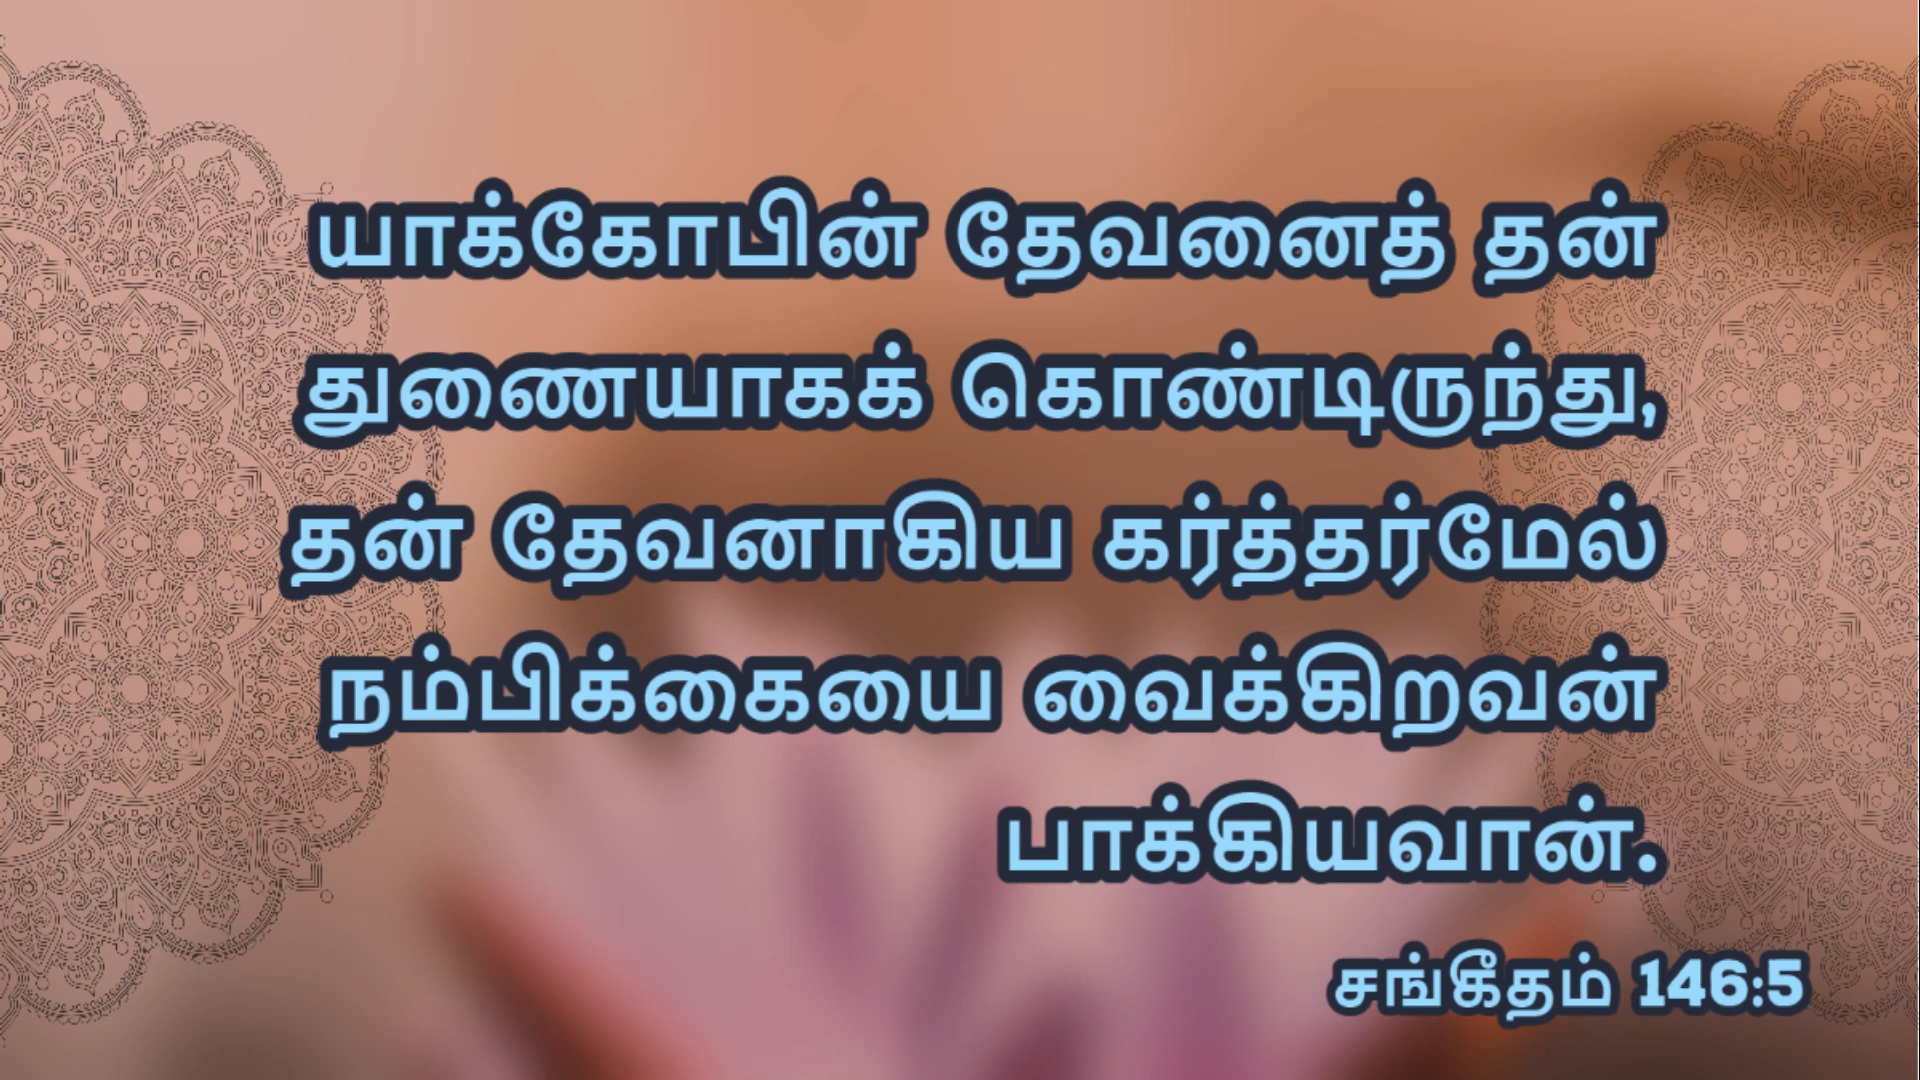 யாக்கோபின் தேவனைத் தன்
துணையாகக் கொண்டிருந்து,
தன் தேவனாகிய கர்த்தர்மேல்
நம்பிக்கையை வைக்கிறவன்
பாக்கியவான்.
சங்கீதம் 146:5